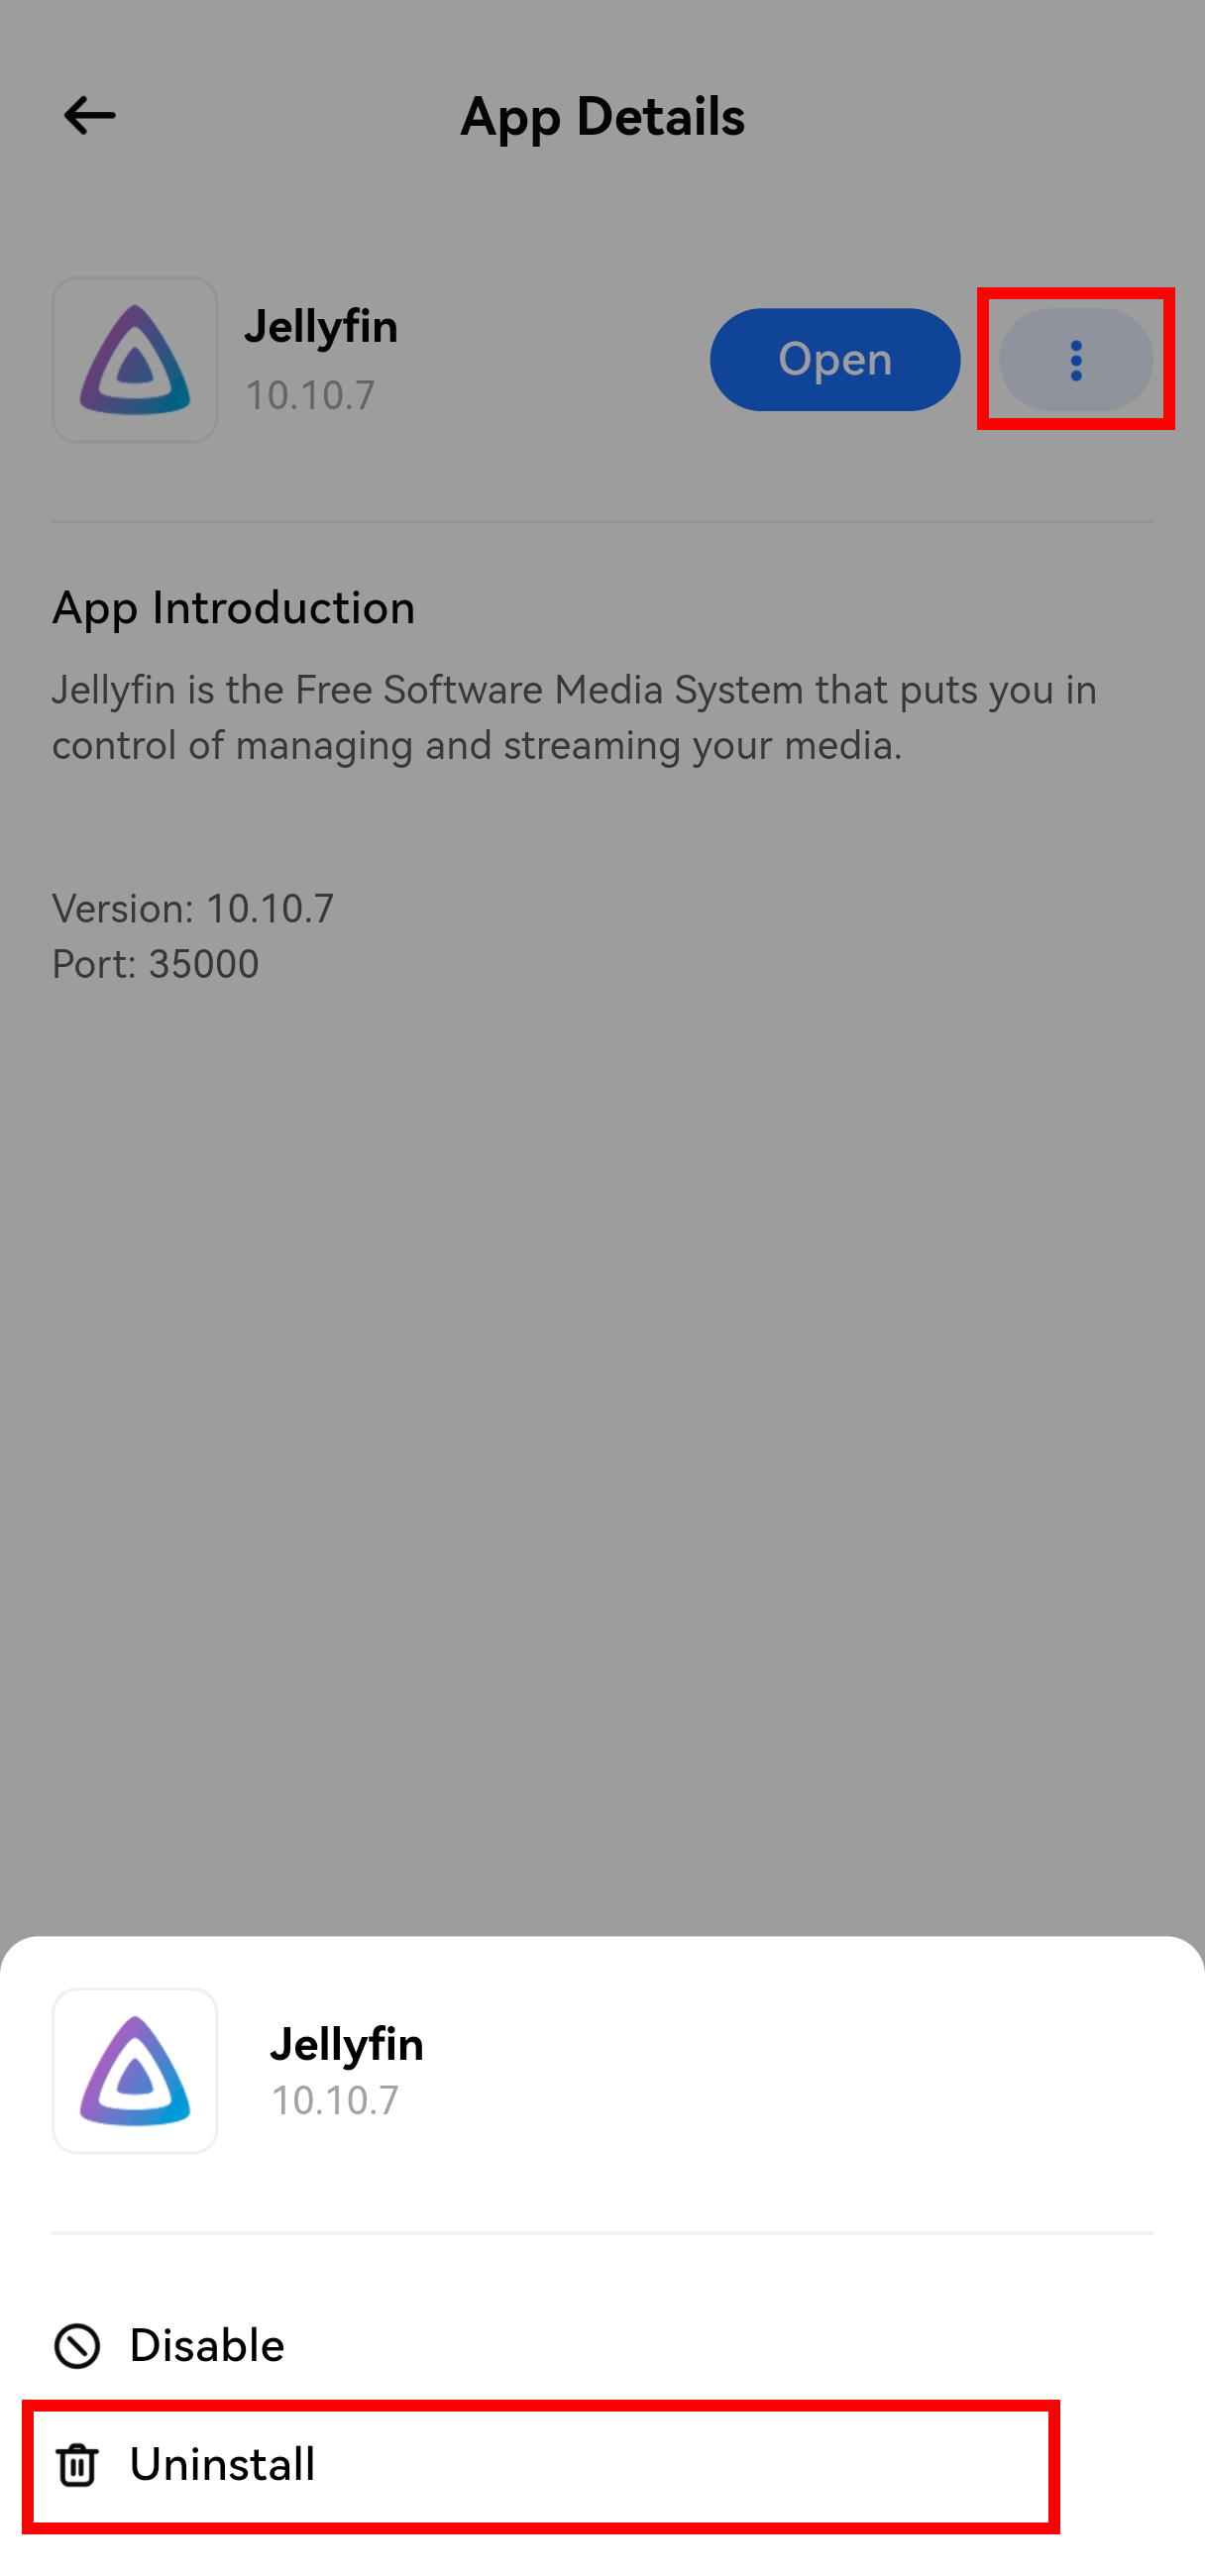 App Details
Jellyfin
10.10.7
Open
App Introduction
Jellyfin is the Free Software Media System that puts you in
control of managing and streaming your media.
Version: 10.10.7
Port: 35000
Jellyfin
10.10.7
Disable
Uninstall